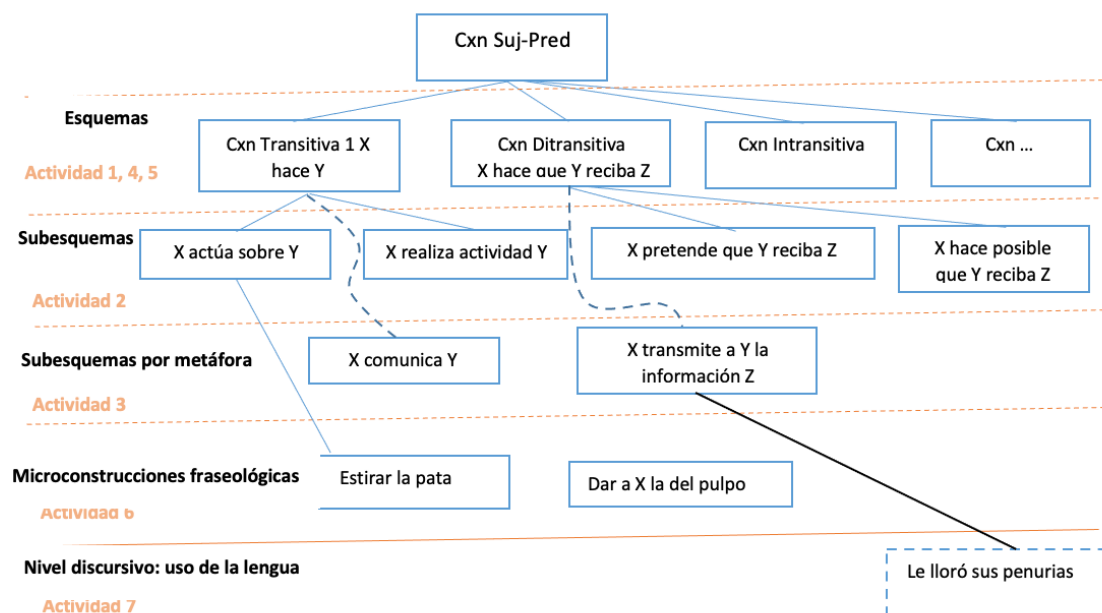 Cxn Suj-Pred
Esquemas
Actividad 1, 4, 5
Cxn Transitiva 1 X
hace Y
Cxn Ditransitiva
X hace que Y reciba Z
Cxn Intransitiva
Cxn ...
Subesquemas
Actividad 2
X actúa sobre Y
X realiza actividad Y
X pretende que Y reciba Z
X hace posible
que Y reciba Z
Subesquemas por metáfora
Actividad 3
X comunica Y
X transmite a Y la
información Z
Microconstrucciones fraseológicas
Actividad 6
Estirar la pata
Dar a X la del pulpo
Nivel discursivo: uso de la lengua
Actividad 7
Le lloró sus penurias